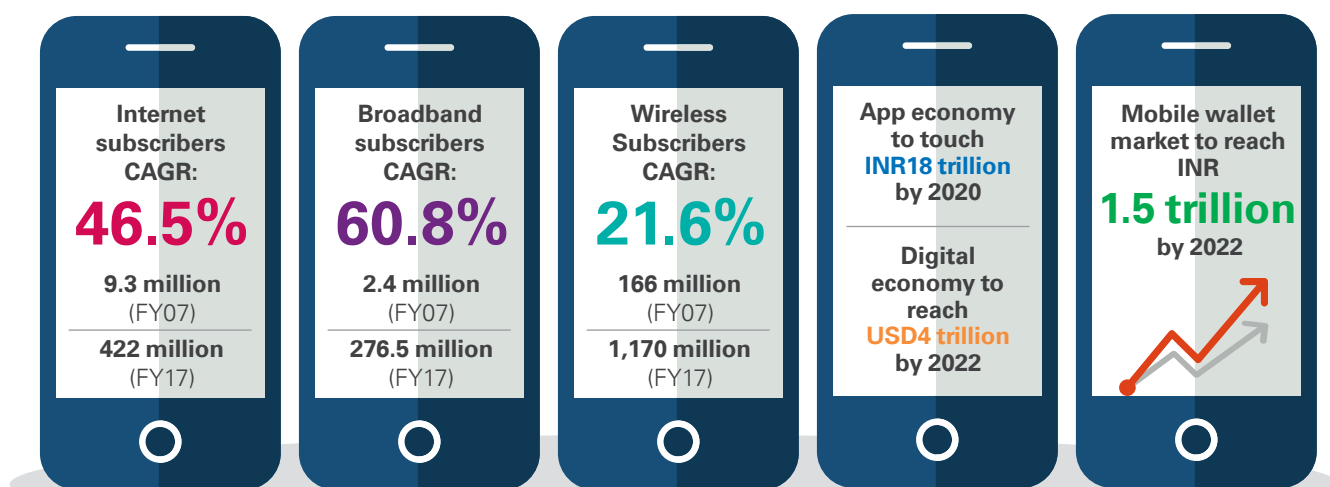 Internet
subscribers
CAGR:
46.5%
9.3 million
(FY07)
422 million
(FY17)
Broadband
subscribers
CAGR:
60.8%
2.4 million
(FY07)
276.5 million
(FY17)
Wireless
Subscribers
CAGR:
21.6%
166 million
(FY07)
1,170 million
(FY17)
App economy
to touch
INR18 trillion
by 2020
Digital
economy to
reach
USD4 trillion
by 2022
Mobile wallet
market to reach
INR
1.5 trillion
by 2022